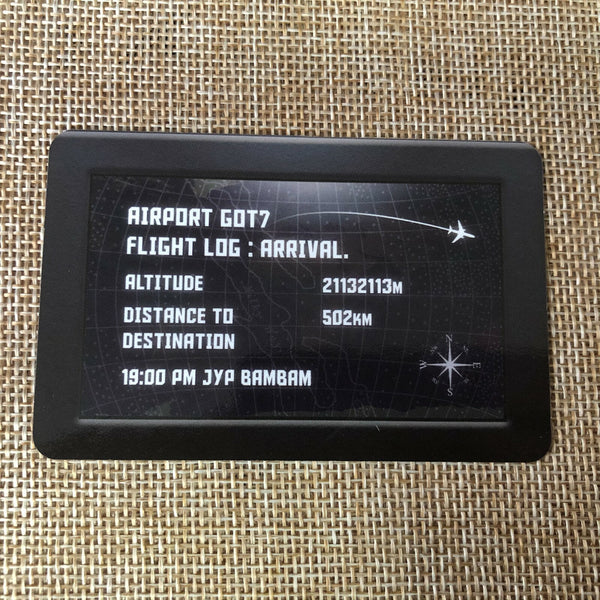 AIRPORT GOT7
FLIGHT LOG : ARRIVAL.
ALTITUDE 21132113M
DISTANCE TO 502KM
DESTINATION
19:00 PM JYP BAMBAM
N
W E
S